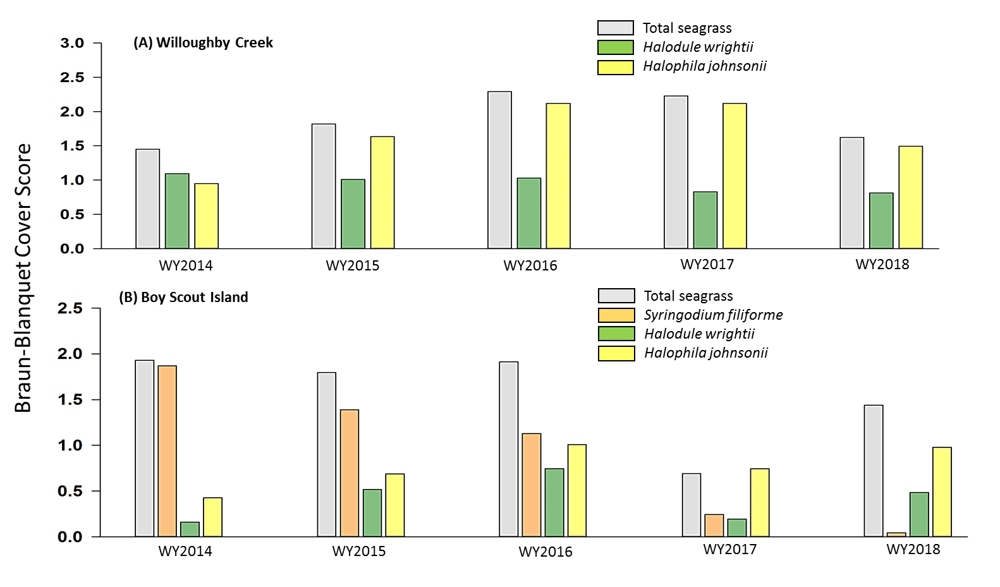 (A) Willoughby Creek
Total seagrass
Halodule wrightii
Halophila johnsonii
3.0
2.5
2.0
1.5
1.0
0.5
0.0
WY2014 WY2015 WY2016 WY2017 WY2018
Braun-Blanquet Cover Score
(B) Boy Scout Island
Total seagrass
Syringodium filiforme
Halodule wrightii
Halophila johnsonii
2.5
2.0
1.5
1.0
0.5
0.0
WY2014 WY2015 WY2016 WY2017 WY2018